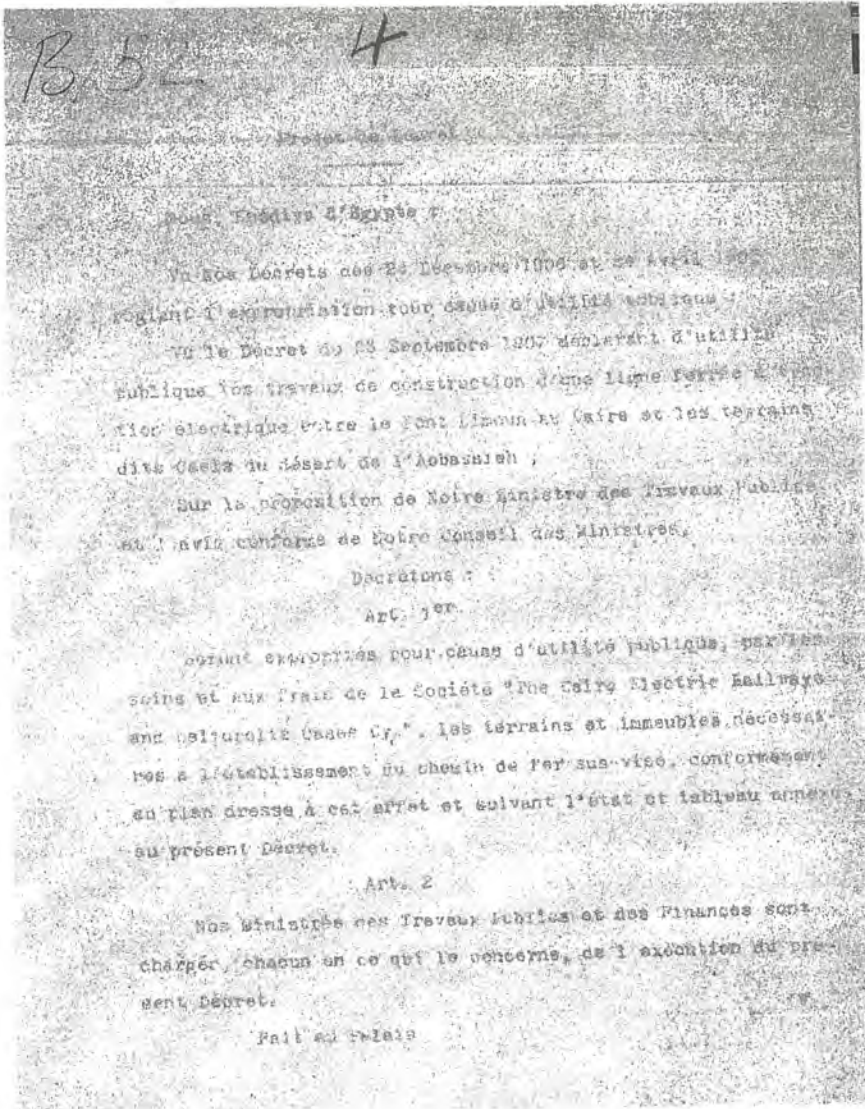 B. 52
4
Projet de Décret
Nous, Khédive d'Egypte :
Vu Nos Décrets des 24 Décembre 1906 et Avril
réglant l'expropriation pour cause d'utilité publique ;
Vu le Décret du 23 Septembre 1907 déclarant d'utilité
publique les travaux de construction d'une ligne ferrée à trac-
tion électrique entre le Pont Limoun au Caire et les terrains
dits Oasis du désert de l'Abbassieh ;
Sur la proposition de Notre Ministre des Travaux Publics
et l'avis conforme de Notre Conseil des Ministres,
Décrétons :
Art. 1er
Seront expropriés pour cause d'utilité publique, par les
soins et aux frais de la Société "The Cairo Electric Railways
and Heliopolis Oases Cy.", les terrains et immeubles nécessai-
res à l'établissement du chemin de fer sus-visé, conformément
au plan dressé à cet effet et suivant l'état et tableau annexé
au présent Décret.
Art. 2
Nos Ministres des Travaux Publics et des Finances sont
chargés, chacun en ce qui le concerne, de l'exécution du pré-
sent Décret.
Fait au Palais